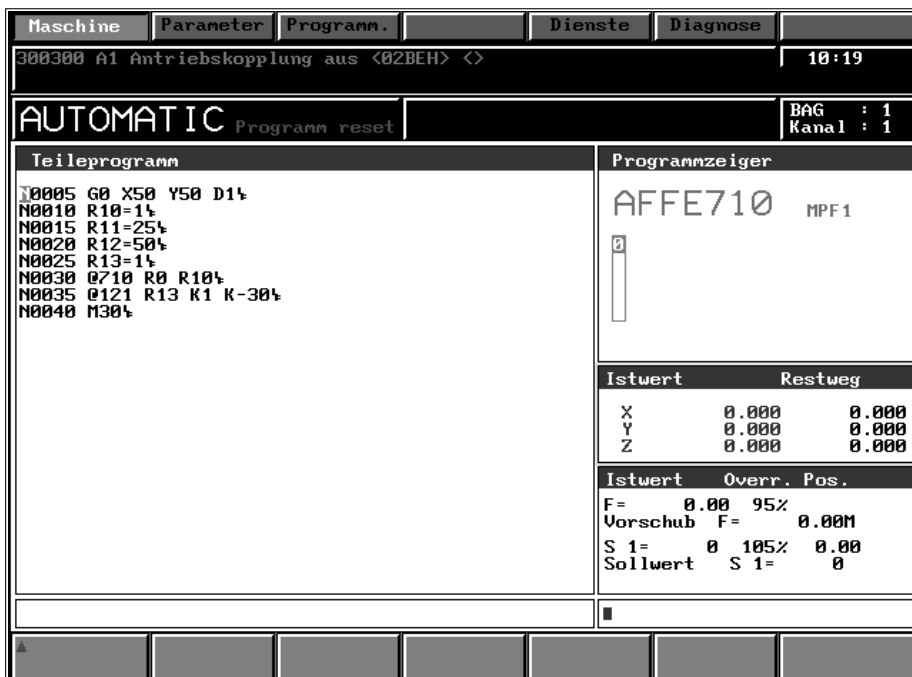 Maschine Parameter Programm. Dienste Diagnose
300300 A1 Antriebskopplung aus <02BEH> <> 10:19
AUTOMATIC Programm reset BAG : 1
Kanal : 1
Teileprogramm
N0005 G0 X50 Y50 D1␊
N0010 R10=1␊
N0015 R11=25␊
N0020 R12=50␊
N0025 R13=1␊
N0030 @710 R0 R10␊
N0035 @121 R13 K1 K-30␊
N0040 M30␊
Programmzeiger
AFFE710 MPF1
0
Istwert Restweg
X 0.000 0.000
Y 0.000 0.000
Z 0.000 0.000
Istwert Overr. Pos.
F= 0.00 95%
Vorschub F= 0.00M
S 1= 0 105% 0.00
Sollwert S 1= 0